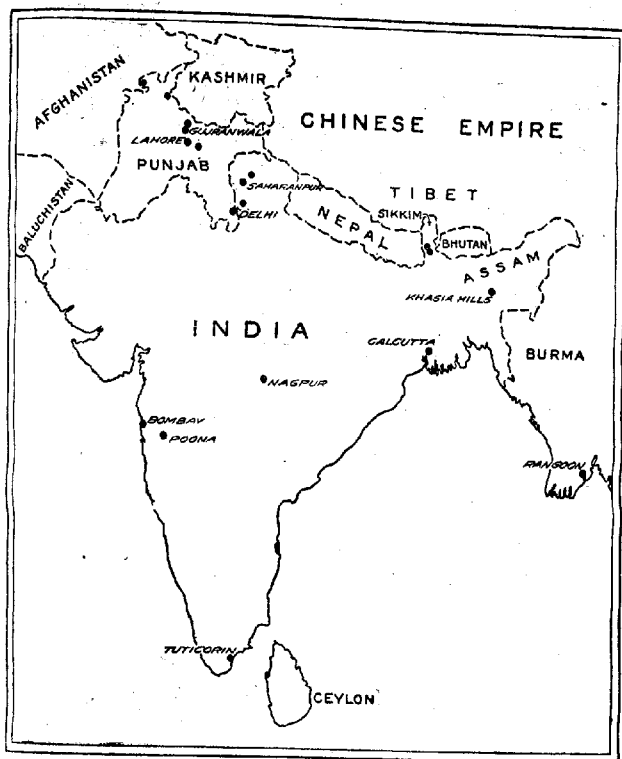 KASHMIR
AFGHANISTAN
CHINESE EMPIRE
GUJRANWALA
LAHORE
PUNJAB
SAHARANPUR
TIBET
SIKKIM
BALUCHISTAN
DELHI
NEPAL
BHUTAN
ASSAM
KHASIA HILLS
INDIA
CALCUTTA
BURMA
NAGPUR
BOMBAY
POONA
RANGOON
TUTICORIN
CEYLON